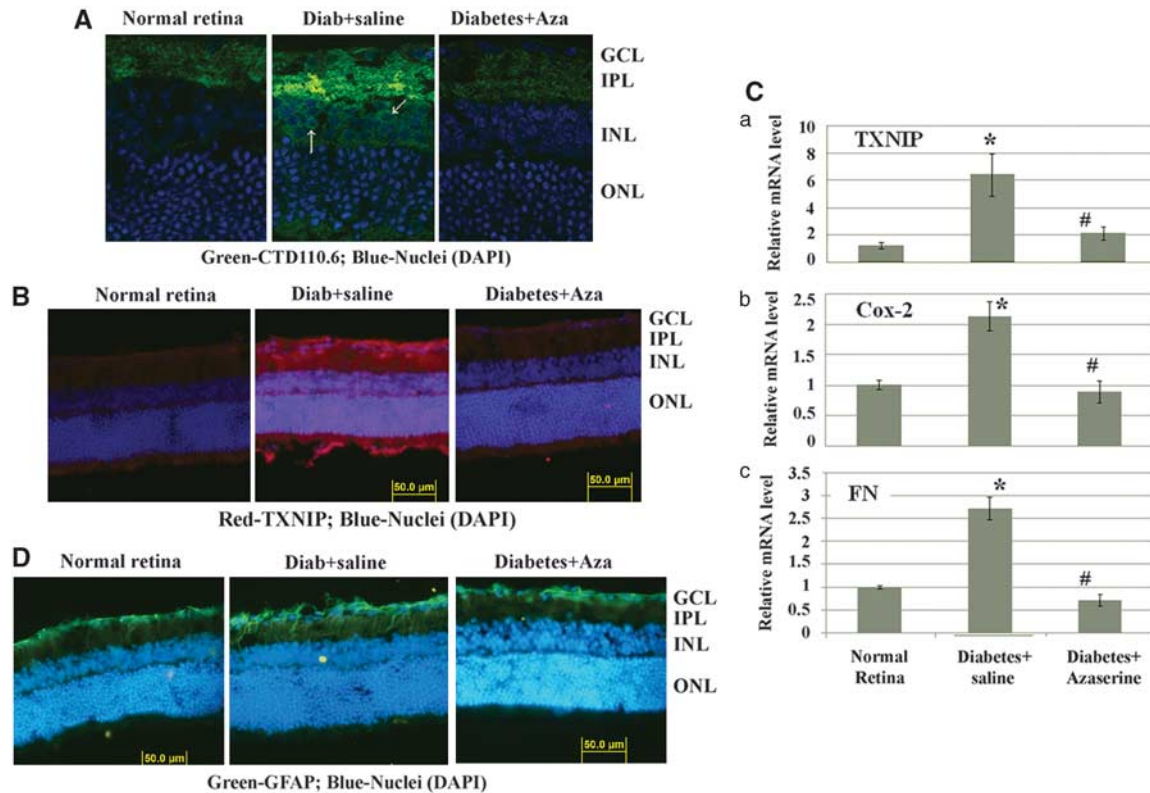 A
Normal retina Diab+saline Diabetes+Aza
GCL
IPL
INL
ONL
Green-CTD110.6; Blue-Nuclei (DAPI)
B
Normal retina Diab+saline Diabetes+Aza
GCL
IPL
INL
ONL
50.0 µm 50.0 µm
Red-TXNIP; Blue-Nuclei (DAPI)
D
Normal retina Diab+saline Diabetes+Aza
GCL
IPL
INL
ONL
50.0 µm 50.0 µm 50.0 µm
Green-GFAP; Blue-Nuclei (DAPI)
C
a
TXNIP
Relative mRNA level
10
8
6
4
2
0
*
#
b
Cox-2
Relative mRNA level
2.5
2
1.5
1
0.5
0
*
#
c
FN
Relative mRNA level
3.5
3
2.5
2
1.5
1
0.5
0
*
#
Normal Diabetes+ Diabetes+
Retina saline Azaserine